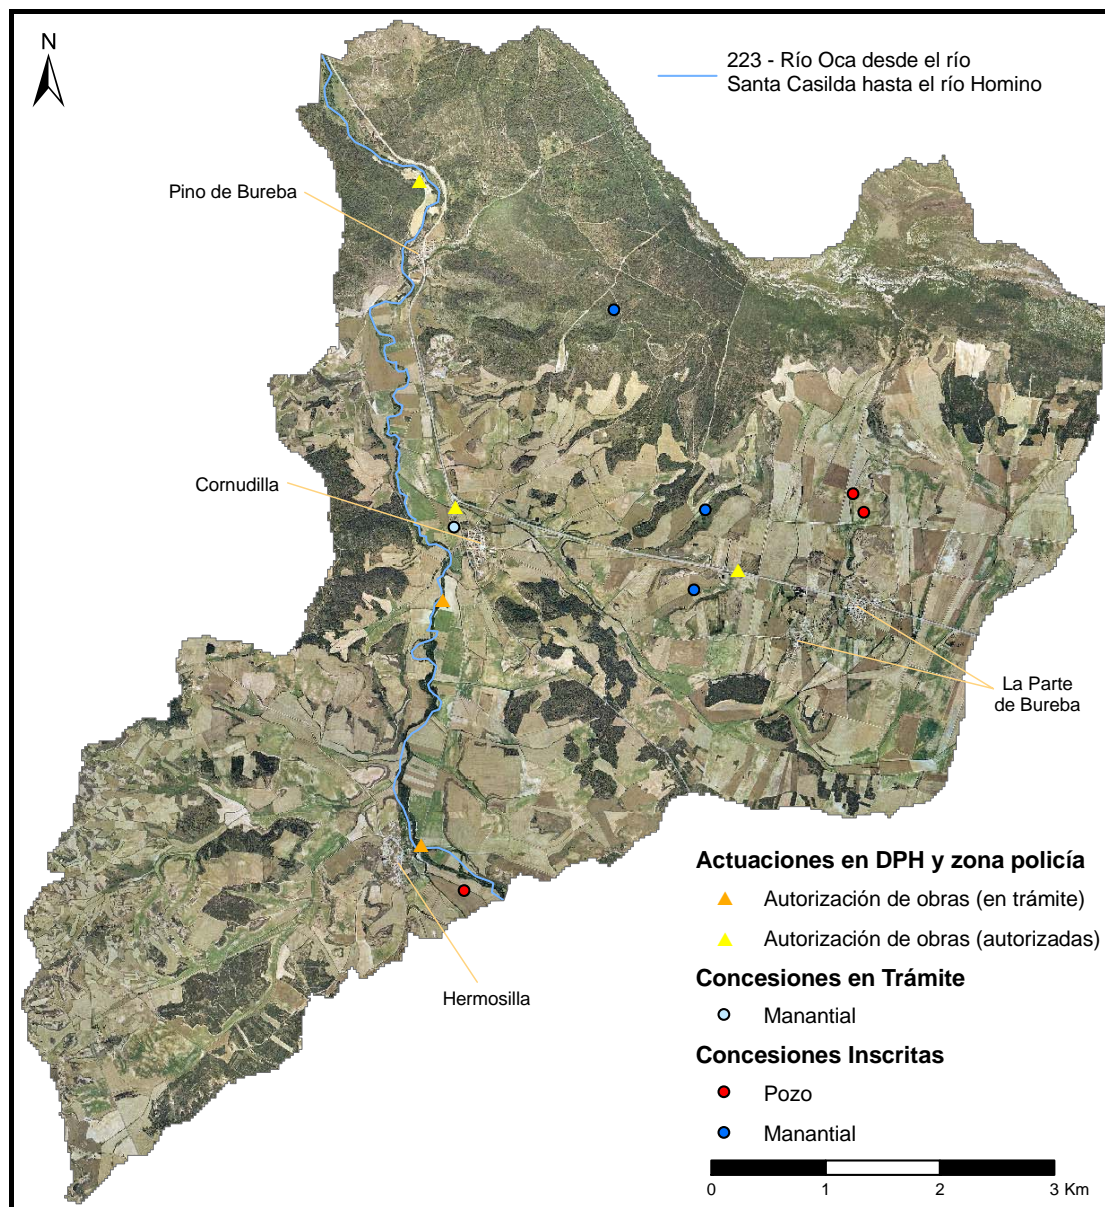 N
223 - Río Oca desde el río
Santa Casilda hasta el río Homino
Pino de Bureba
Cornudilla
La Parte
de Bureba
Hermosilla
Actuaciones en DPH y zona policía
Autorización de obras (en trámite)
Autorización de obras (autorizadas)
Concesiones en Trámite
Manantial
Concesiones Inscritas
Pozo
Manantial
0 1 2 3 Km